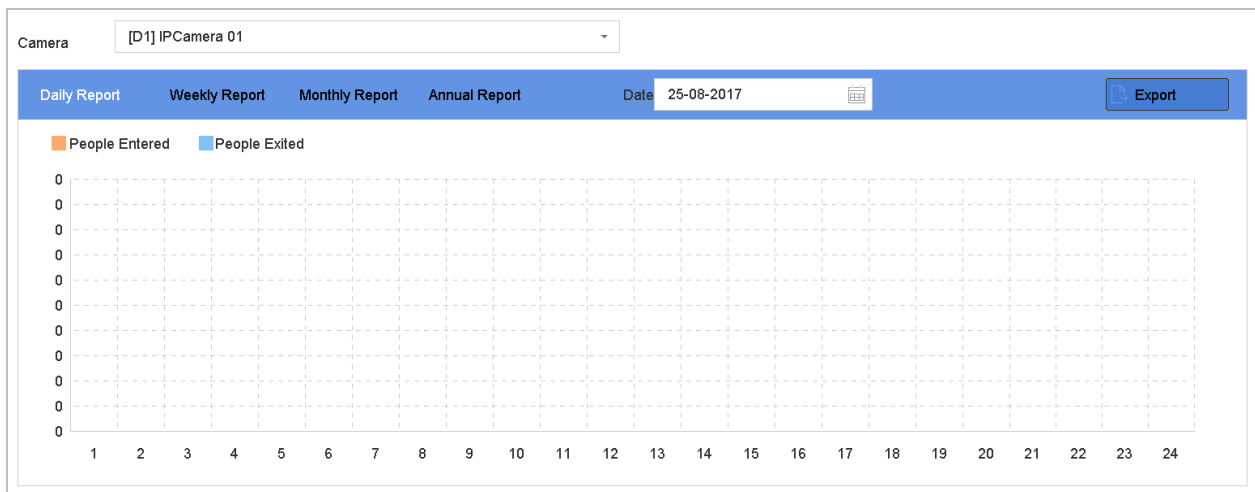 Camera [D1] IPCamera 01
Daily Report Weekly Report Monthly Report Annual Report Date 25-08-2017 Export
People Entered People Exited
0
0
0
0
0
0
0
0
0
0
0
1 2 3 4 5 6 7 8 9 10 11 12 13 14 15 16 17 18 19 20 21 22 23 24